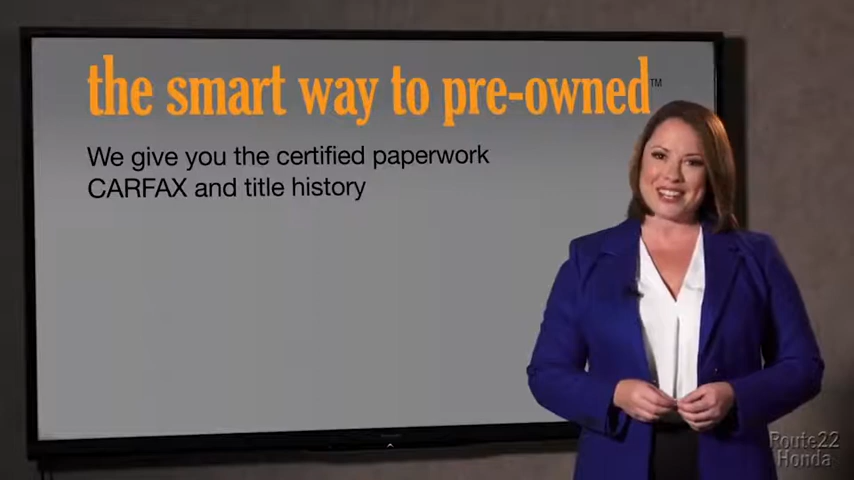 the smart way to pre-owned™
We give you the certified paperwork
CARFAX and title history
Route22
Honda